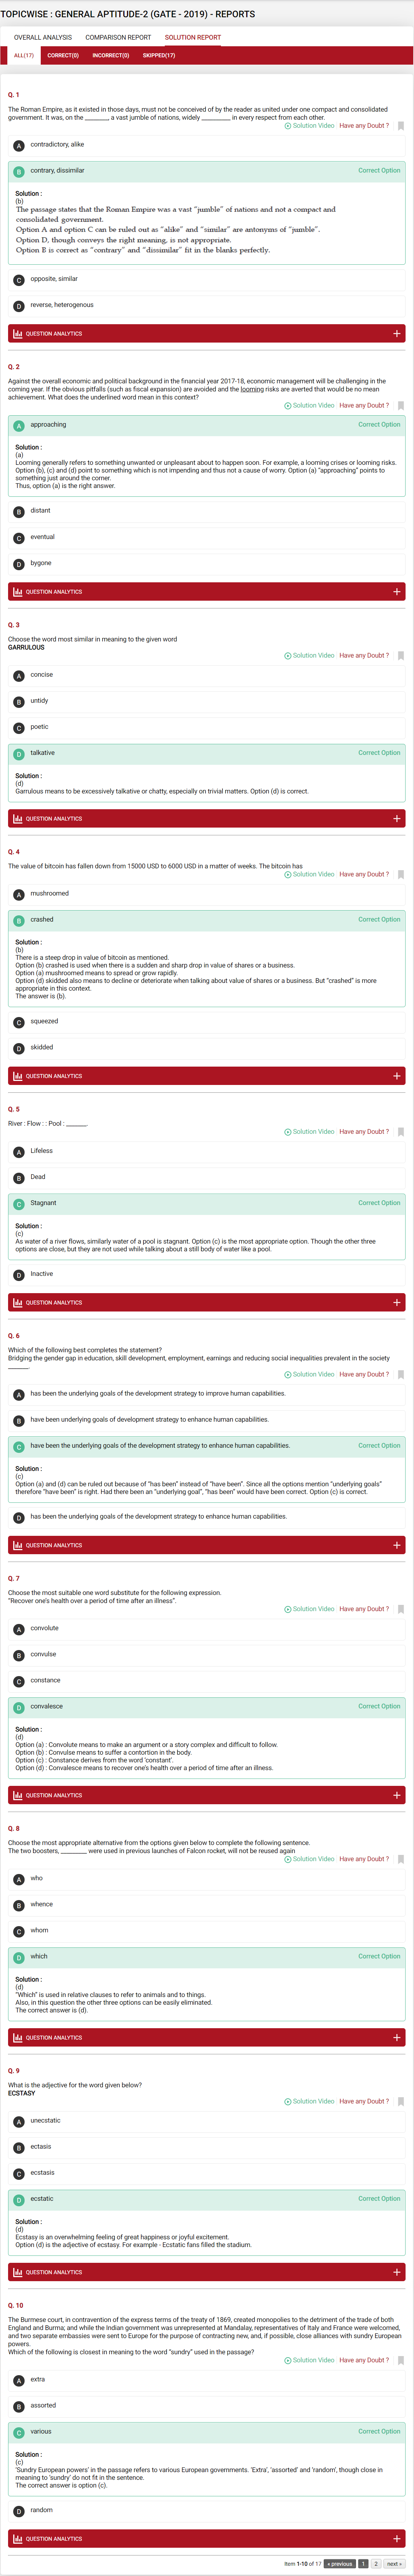 TOPICWISE : GENERAL APTITUDE-2 (GATE - 2019) - REPORTS
OVERALL ANALYSIS COMPARISON REPORT SOLUTION REPORT
ALL(17) CORRECT(0) INCORRECT(0) SKIPPED(17)
Q. 1
The Roman Empire, as it existed in those days, must not be conceived of by the reader as united under one compact and consolidated
government. It was, on the ________ a vast jumble of nations, widely _________ in every respect from each other.
Solution Video Have any Doubt ?
A contradictory, alike
B contrary, dissimilar Correct Option
Solution :
(b)
The passage states that the Roman Empire was a vast "jumble" of nations and not a compact and
consolidated government.
Option A and option C can be ruled out as "alike" and "similar" are antonyms of "jumble".
Option D, though conveys the right meaning, is not appropriate.
Option B is correct as "contrary" and "dissimilar" fit in the blanks perfectly.
C opposite, similar
D reverse, heterogenous
QUESTION ANALYTICS +
Q. 2
Against the overall economic and political background in the financial year 2017-18, economic management will be challenging in the
coming year. If the obvious pitfalls (such as fiscal expansion) are avoided and the looming risks are averted that would be no mean
achievement. What does the underlined word mean in this context?
Solution Video Have any Doubt ?
A approaching Correct Option
Solution :
(a)
Looming generally refers to something unwanted or unpleasant about to happen soon. For example, a looming crises or looming risks.
Option (b), (c) and (d) point to something which is not impending and thus not a cause of worry. Option (a) "approaching" points to
something just around the corner.
Thus, option (a) is the right answer.
B distant
C eventual
D bygone
QUESTION ANALYTICS +
Q. 3
Choose the word most similar in meaning to the given word
GARRULOUS
Solution Video Have any Doubt ?
A concise
B untidy
C poetic
D talkative Correct Option
Solution :
(d)
Garrulous means to be excessively talkative or chatty, especially on trivial matters. Option (d) is correct.
QUESTION ANALYTICS +
Q. 4
The value of bitcoin has fallen down from 15000 USD to 6000 USD in a matter of weeks. The bitcoin has
Solution Video Have any Doubt ?
A mushroomed
B crashed Correct Option
Solution :
(b)
There is a steep drop in value of bitcoin as mentioned.
Option (b) crashed is used when there is a sudden and sharp drop in value of shares or a business.
Option (a) mushroomed means to spread or grow rapidly.
Option (d) skidded also means to decline or deteriorate when talking about value of shares or a business. But "crashed" is more
appropriate in this context.
The answer is (b).
C squeezed
D skidded
QUESTION ANALYTICS +
Q. 5
River : Flow : : Pool : ______.
Solution Video Have any Doubt ?
A Lifeless
B Dead
C Stagnant Correct Option
Solution :
(c)
As water of a river flows, similarly water of a pool is stagnant. Option (c) is the most appropriate option. Though the other three
options are close, but they are not used while talking about a still body of water like a pool.
D Inactive
QUESTION ANALYTICS +
Q. 6
Which of the following best completes the statement?
Bridging the gender gap in education, skill development, employment, earnings and reducing social inequalities prevalent in the society
______.
Solution Video Have any Doubt ?
A has been the underlying goals of the development strategy to improve human capabilities.
B have been underlying goals of development strategy to enhance human capabilities.
C have been the underlying goals of the development strategy to enhance human capabilities. Correct Option
Solution :
(c)
Option (a) and (d) can be ruled out because of "has been" instead of "have been". Since all the options mention "underlying goals"
therefore "have been" is right. Had there been an "underlying goal", "has been" would have been correct. Option (c) is correct.
D has been the underlying goals of the development strategy to enhance human capabilities.
QUESTION ANALYTICS +
Q. 7
Choose the most suitable one word substitute for the following expression.
"Recover one's health over a period of time after an illness".
Solution Video Have any Doubt ?
A convolute
B convulse
C constance
D convalesce Correct Option
Solution :
(d)
Option (a) : Convolute means to make an argument or a story complex and difficult to follow.
Option (b) : Convulse means to suffer a contortion in the body.
Option (c) : Constance derives from the word 'constant'.
Option (d) : Convalesce means to recover one's health over a period of time after an illness.
QUESTION ANALYTICS +
Q. 8
Choose the most appropriate alternative from the options given below to complete the following sentence.
The two boosters, ________ were used in previous launches of Falcon rocket, will not be reused again
Solution Video Have any Doubt ?
A who
B whence
C whom
D which Correct Option
Solution :
(d)
"Which" is used in relative clauses to refer to animals and to things.
Also, in this question the other three options can be easily eliminated.
The correct answer is (d).
QUESTION ANALYTICS +
Q. 9
What is the adjective for the word given below?
ECSTASY
Solution Video Have any Doubt ?
A unecstatic
B ectasis
C ecstasis
D ecstatic Correct Option
Solution :
(d)
Ecstasy is an overwhelming feeling of great happiness or joyful excitement.
Option (d) is the adjective of ecstasy. For example - Ecstatic fans filled the stadium.
QUESTION ANALYTICS +
Q. 10
The Burmese court, in contravention of the express terms of the treaty of 1869, created monopolies to the detriment of the trade of both
England and Burma; and while the Indian government was unrepresented at Mandalay, representatives of Italy and France were welcomed,
and two separate embassies were sent to Europe for the purpose of contracting new, and, if possible, close alliances with sundry European
powers.
Which of the following is closest in meaning to the word "sundry" used in the passage?
Solution Video Have any Doubt ?
A extra
B assorted
C various Correct Option
Solution :
(c)
'Sundry European powers' in the passage refers to various European governments. 'Extra', 'assorted' and 'random', though close in
meaning to 'sundry' do not fit in the sentence.
The correct answer is option (c).
D random
QUESTION ANALYTICS +
Item 1-10 of 17 « previous 1 2 next »